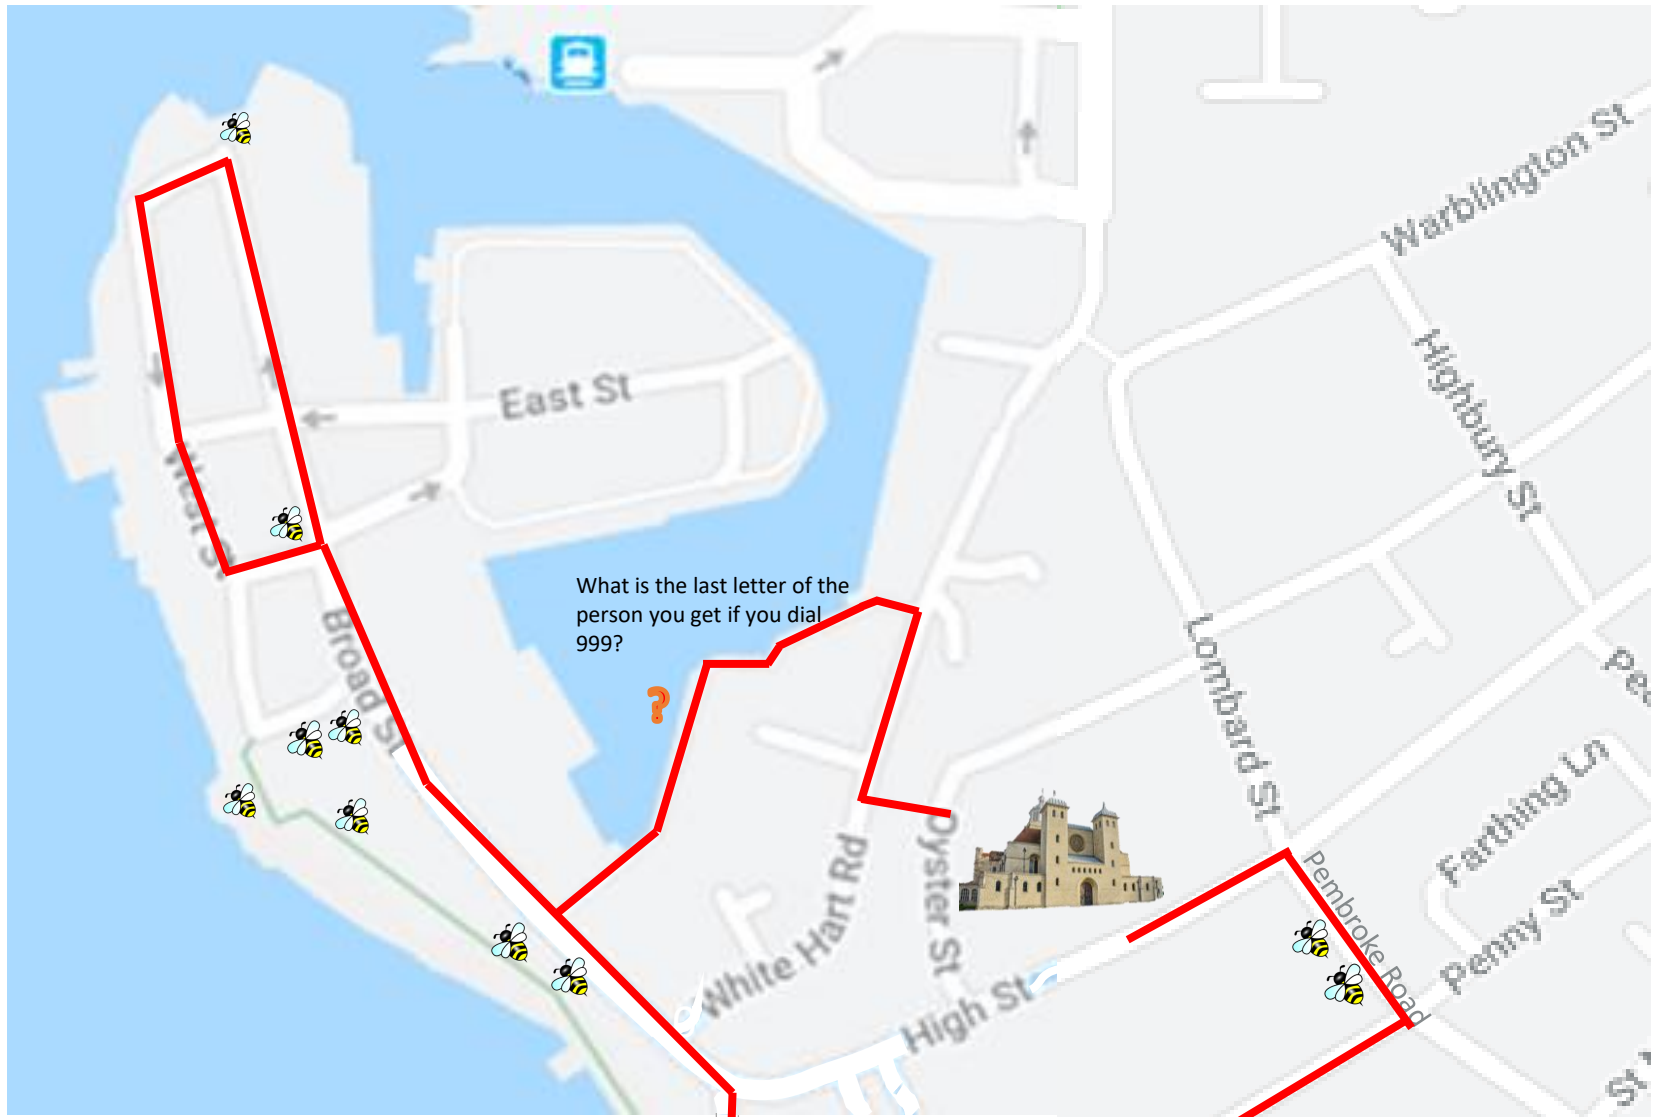 Warblington St
Highbury St
East St
West St
What is the last letter of the
person you get if you dial
999?
Broad St
Lombard St
Pe
Farthing Ln
Pembroke Road
Penny St
Oyster St
White Hart Rd
High St
St
?